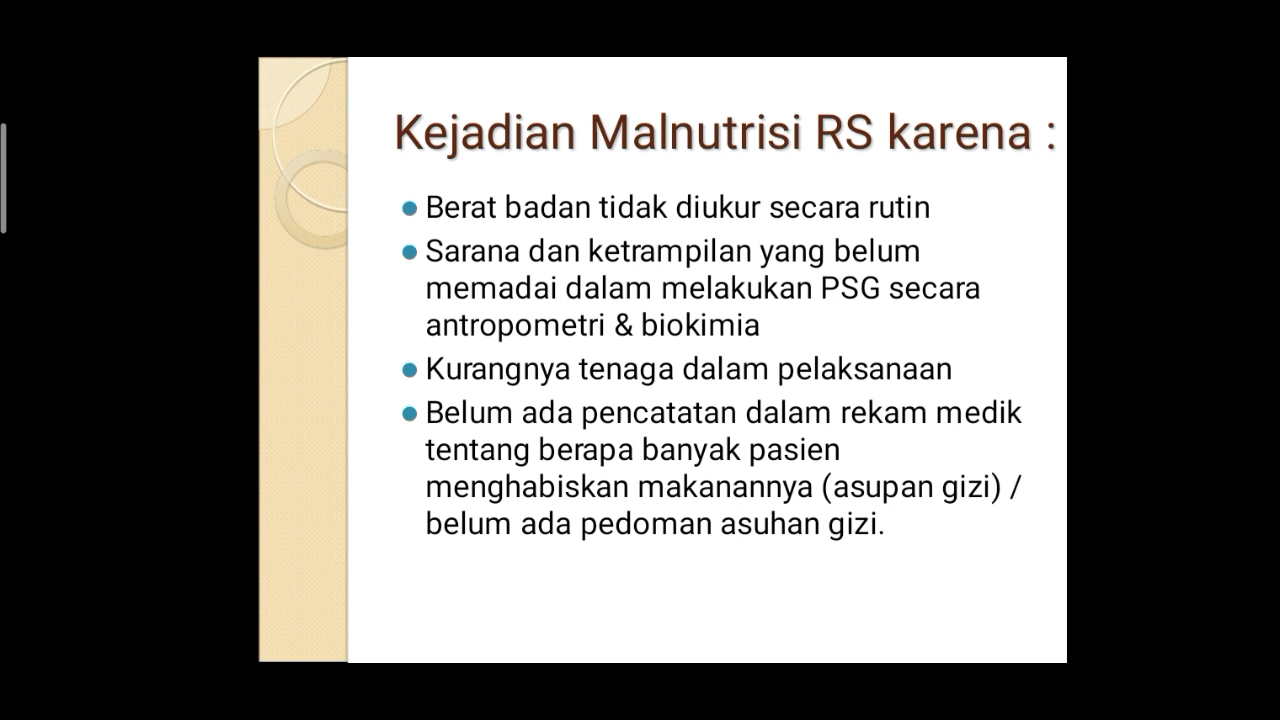 Kejadian Malnutrisi RS karena :
Berat badan tidak diukur secara rutin
Sarana dan ketrampilan yang belum
memadai dalam melakukan PSG secara
antropometri & biokimia
Kurangnya tenaga dalam pelaksanaan
Belum ada pencatatan dalam rekam medik
tentang berapa banyak pasien
menghabiskan makanannya (asupan gizi) /
belum ada pedoman asuhan gizi.